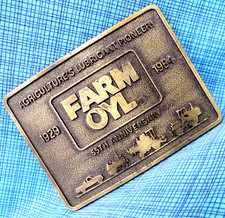 AGRICULTURE'S LUBRICANT PIONEER
1929
FARM
OYL
1984
55TH ANNIVERSARY